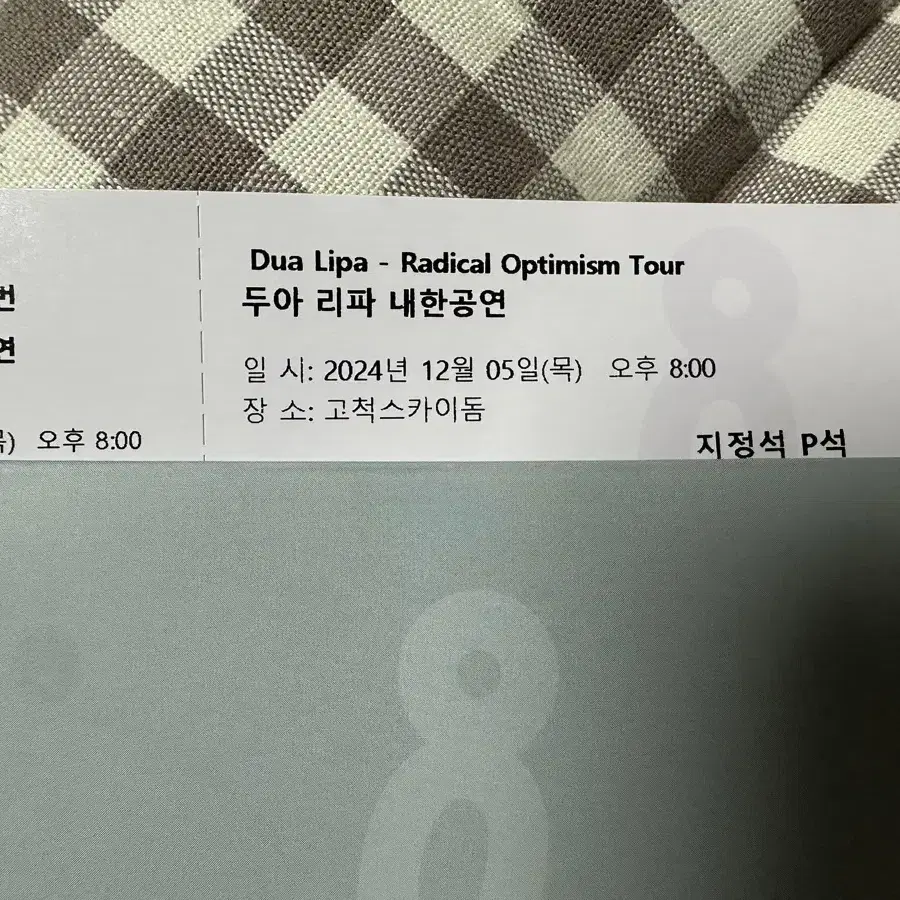 번
연
목) 오후 8:00
Dua Lipa - Radical Optimism Tour
두아 리파 내한공연
일 시: 2024년 12월 05일(목) 오후 8:00
장 소: 고척스카이돔
지정석 P석